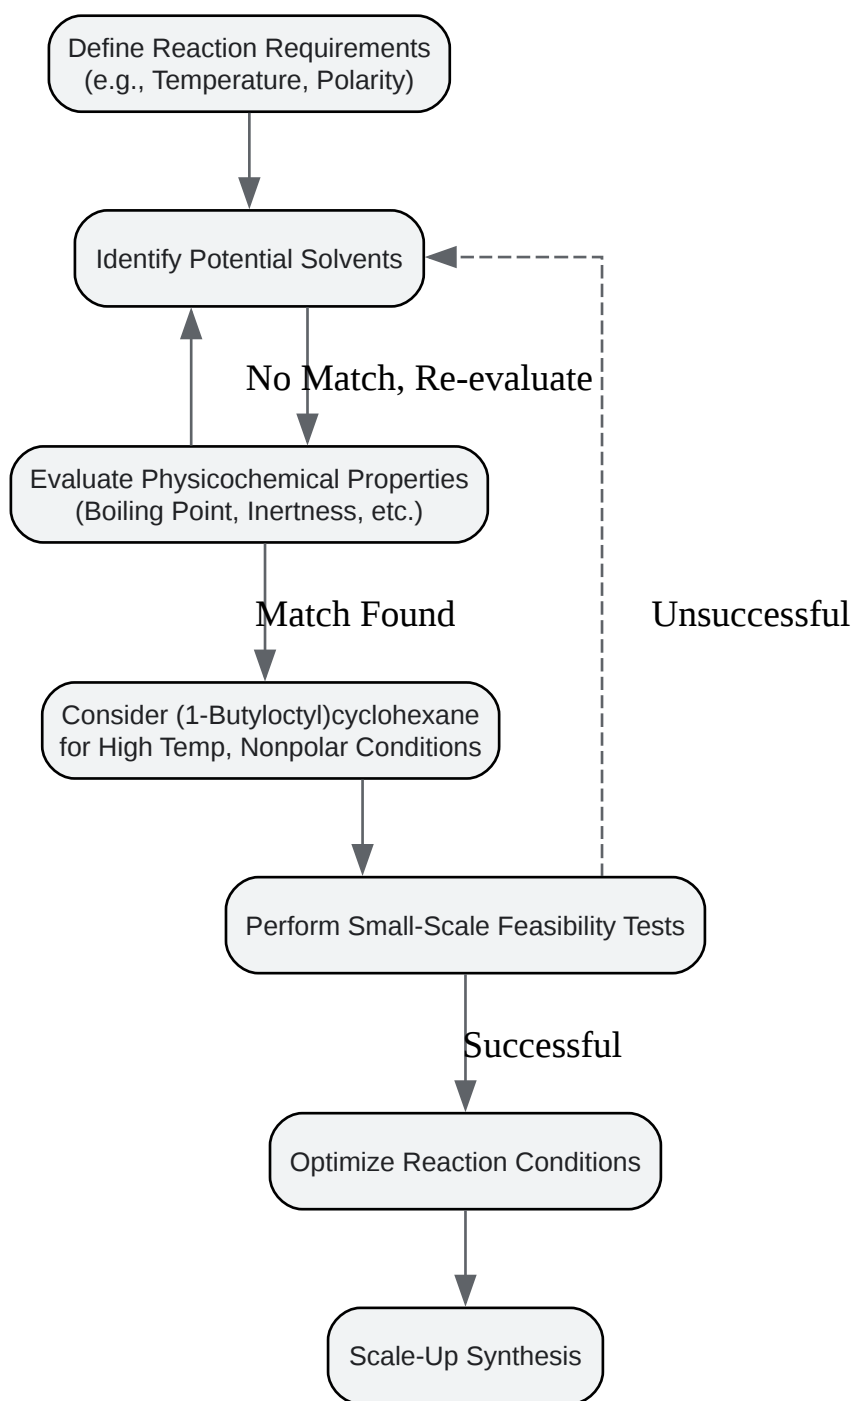 Define Reaction Requirements
(e.g., Temperature, Polarity)
Identify Potential Solvents
No Match, Re-evaluate
Evaluate Physicochemical Properties
(Boiling Point, Inertness, etc.)
Match Found
Unsuccessful
Consider (1-Butyloctyl)cyclohexane
for High Temp, Nonpolar Conditions
Perform Small-Scale Feasibility Tests
Successful
Optimize Reaction Conditions
Scale-Up Synthesis